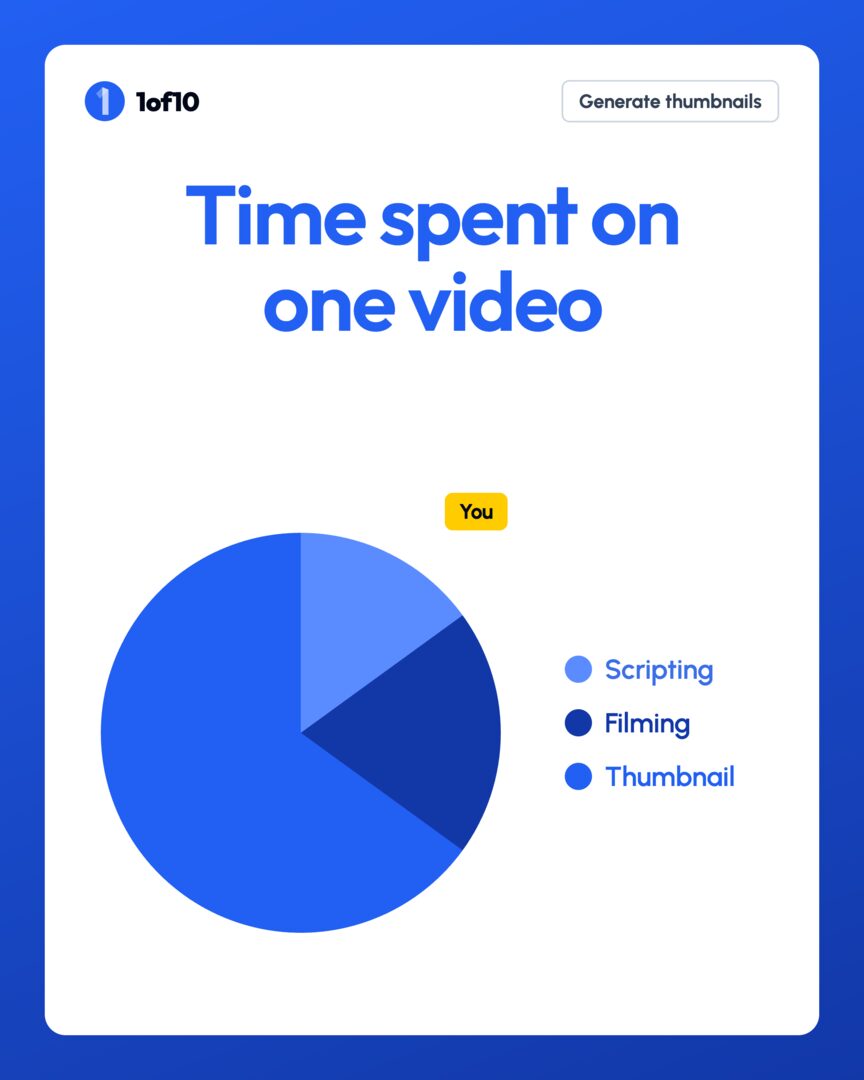 1of10
Generate thumbnails
Time spent on
one video
You
Scripting
Filming
Thumbnail